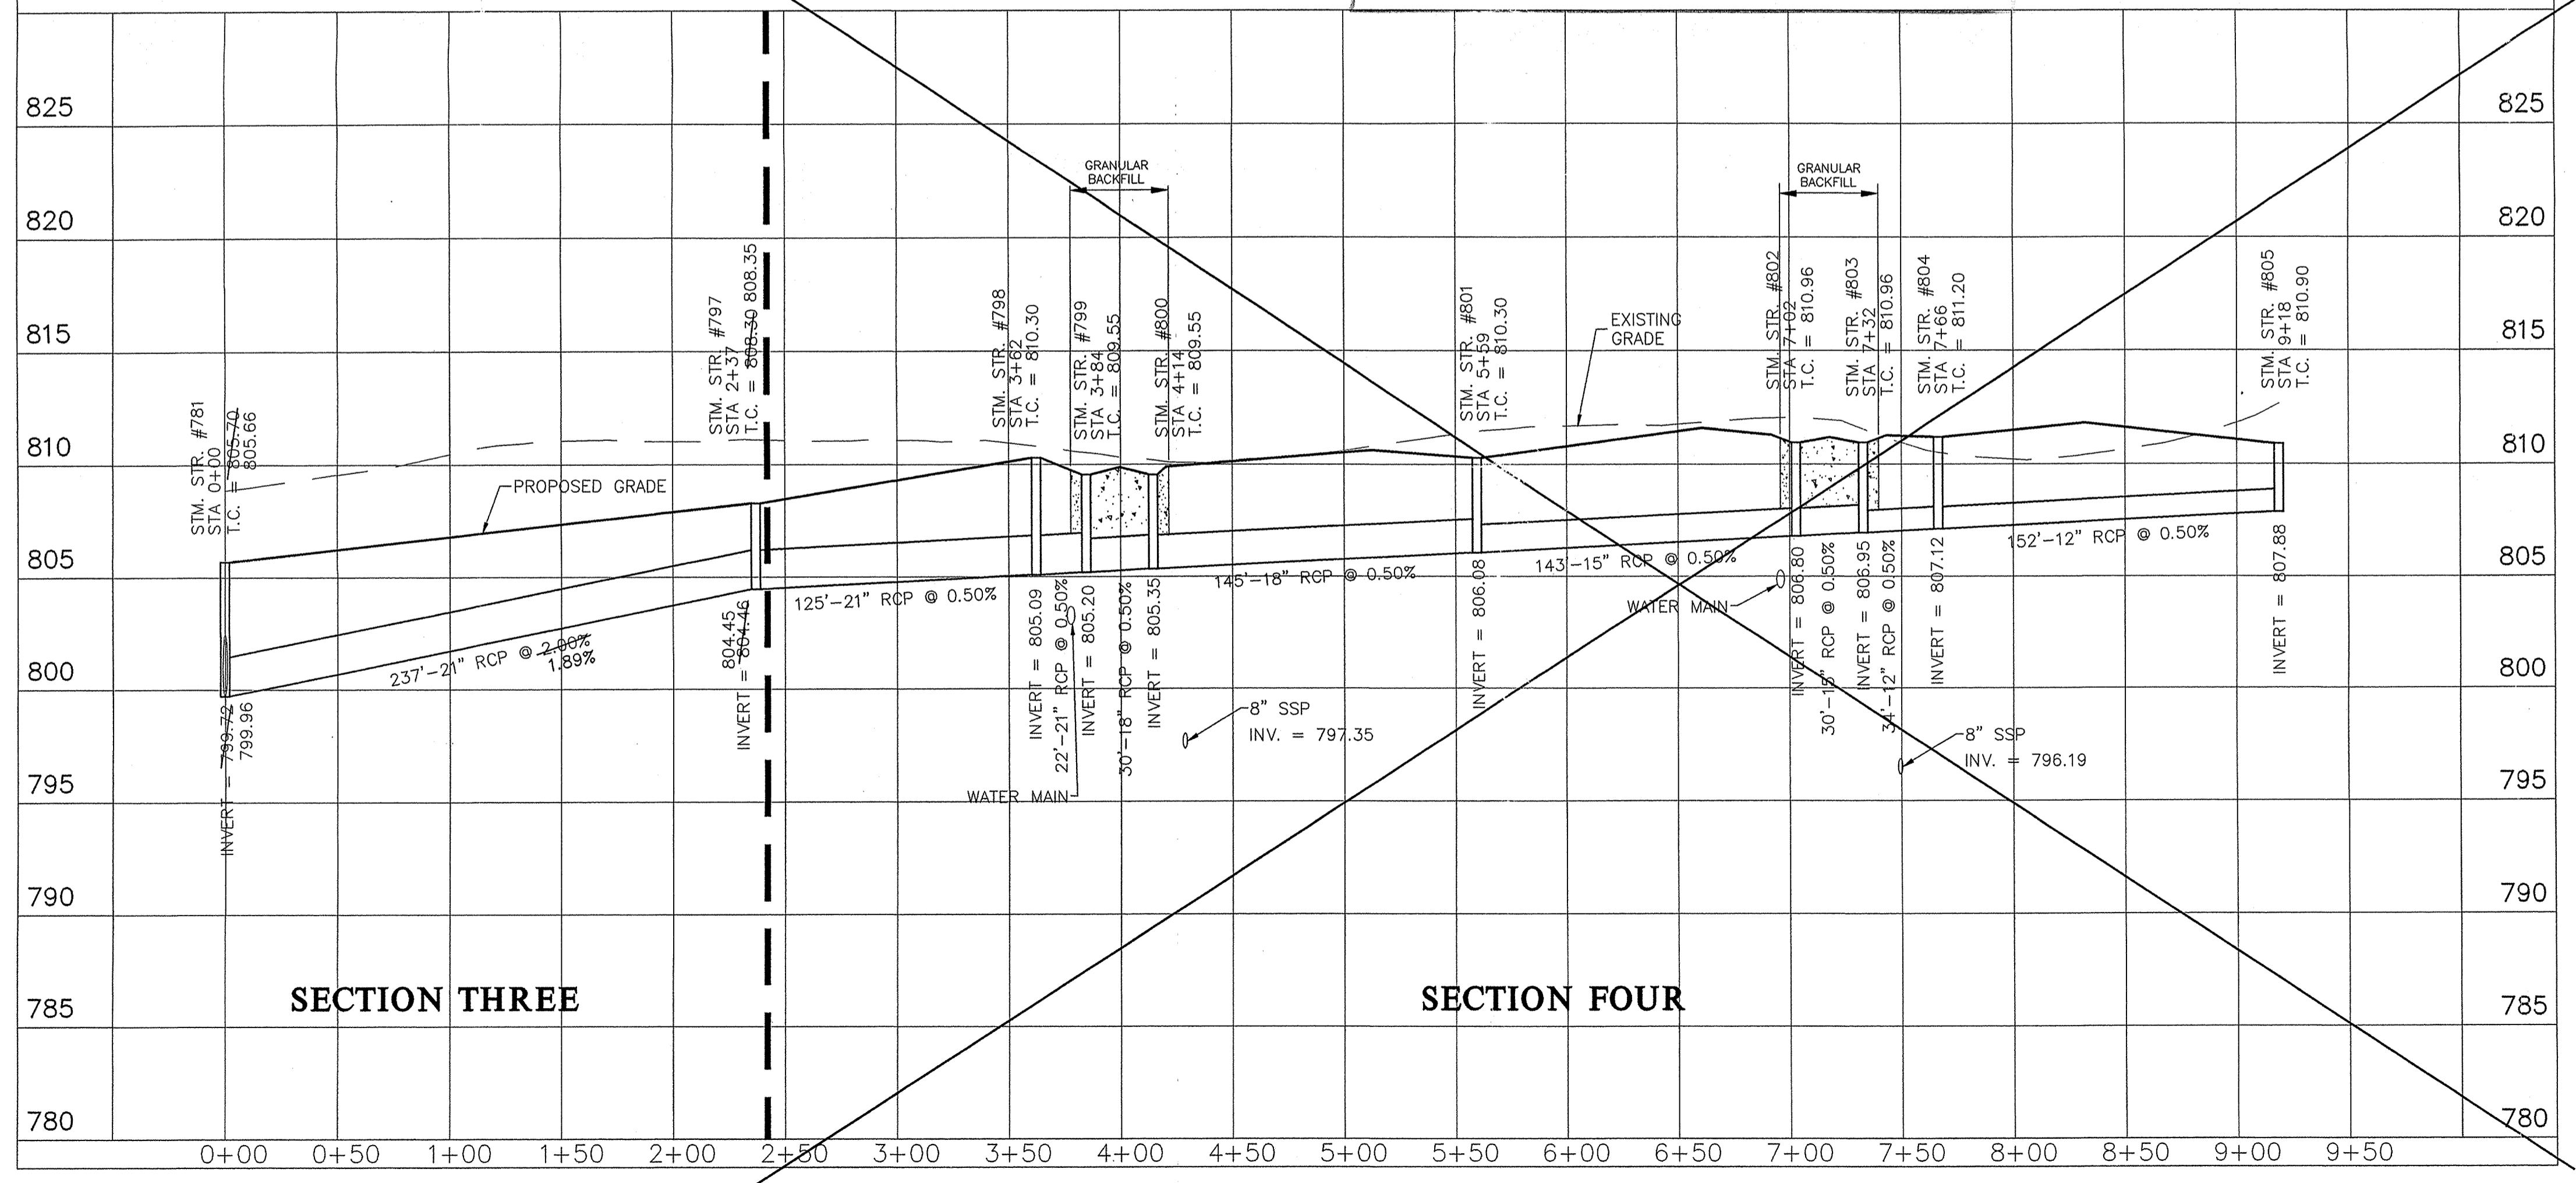 825
825
820
820
815
815
810
810
805
805
800
800
795
795
790
790
785
785
780
780
GRANULAR
BACKFILL
GRANULAR
BACKFILL
STM. STR. #781
STA 0+00
T.C. = 805.70
805.66
STM. STR. #797
STA 2+37
T.C. = 808.30 808.35
STM. STR. #798
STA 3+62
T.C. = 810.30
STM. STR. #799
STA 3+84
T.C. = 809.55
STM. STR. #800
STA 4+14
T.C. = 809.55
STM. STR. #801
STA 5+59
T.C. = 810.30
EXISTING
GRADE
STM. STR. #802
STA 7+02
T.C. = 810.96
STM. STR. #803
STA 7+32
T.C. = 810.96
STM. STR. #804
STA 7+66
T.C. = 811.20
STM. STR. #805
STA 9+18
T.C. = 810.90
PROPOSED GRADE
237'-21" RCP @ 2.00%
1.89%
125'-21" RCP @ 0.50%
145'-18" RCP @ 0.50%
143'-15" RCP @ 0.50%
152'-12" RCP @ 0.50%
INVERT = 799.72
799.96
804.45
INVERT = 804.46
INVERT = 805.09
22'-21" RCP @ 0.50%
INVERT = 805.20
30'-18" RCP @ 0.50%
INVERT = 805.35
INVERT = 806.08
INVERT = 806.80
30'-15" RCP @ 0.50%
INVERT = 806.95
34'-12" RCP @ 0.50%
INVERT = 807.12
INVERT = 807.88
WATER MAIN
8" SSP
INV. = 797.35
WATER MAIN
8" SSP
INV. = 796.19
SECTION THREE
SECTION FOUR
0+00
0+50
1+00
1+50
2+00
2+50
3+00
3+50
4+00
4+50
5+00
5+50
6+00
6+50
7+00
7+50
8+00
8+50
9+00
9+50